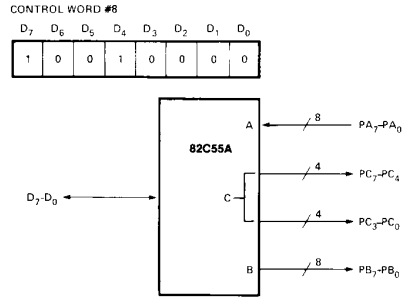 CONTROL WORD #8
D7 D6 D5 D4 D3 D2 D1 D0
1 0 0 1 0 0 0 0
82C55A
A
8
PA7-PA0
4
PC7-PC4
D7-D0
C
4
PC3-PC0
B
8
PB7-PB0